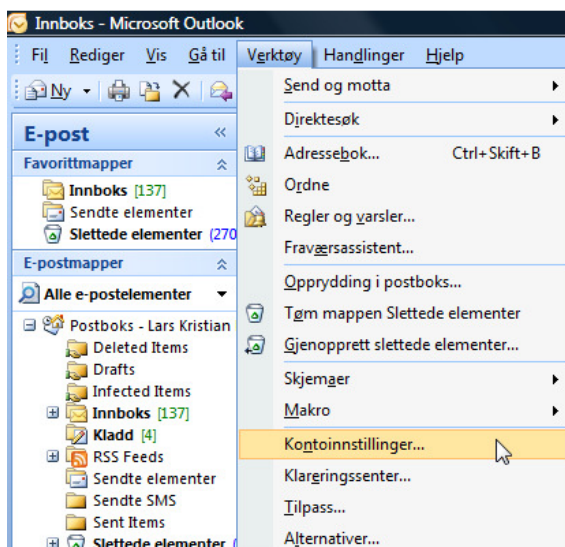 Innboks - Microsoft Outlook
Fil Rediger Vis Gå til Verktøy Handlinger Hjelp
Ny
E-post
Favorittmapper
Innboks [137]
Sendte elementer
Slettede elementer (270
E-postmapper
Alle e-postelementer
Postboks - Lars Kristian
Deleted Items
Drafts
Infected Items
Innboks [137]
Kladd [4]
RSS Feeds
Sendte elementer
Sendte SMS
Sent Items
Slettede elementer (
Send og motta
Direktesøk
Adressebok... Ctrl+Skift+B
Ordne
Regler og varsler...
Fraværsassistent...
Opprydding i postboks...
Tøm mappen Slettede elementer
Gjenopprett slettede elementer...
Skjemaer
Makro
Kontoinnstillinger...
Klareringssenter...
Tilpass...
Alternativer...